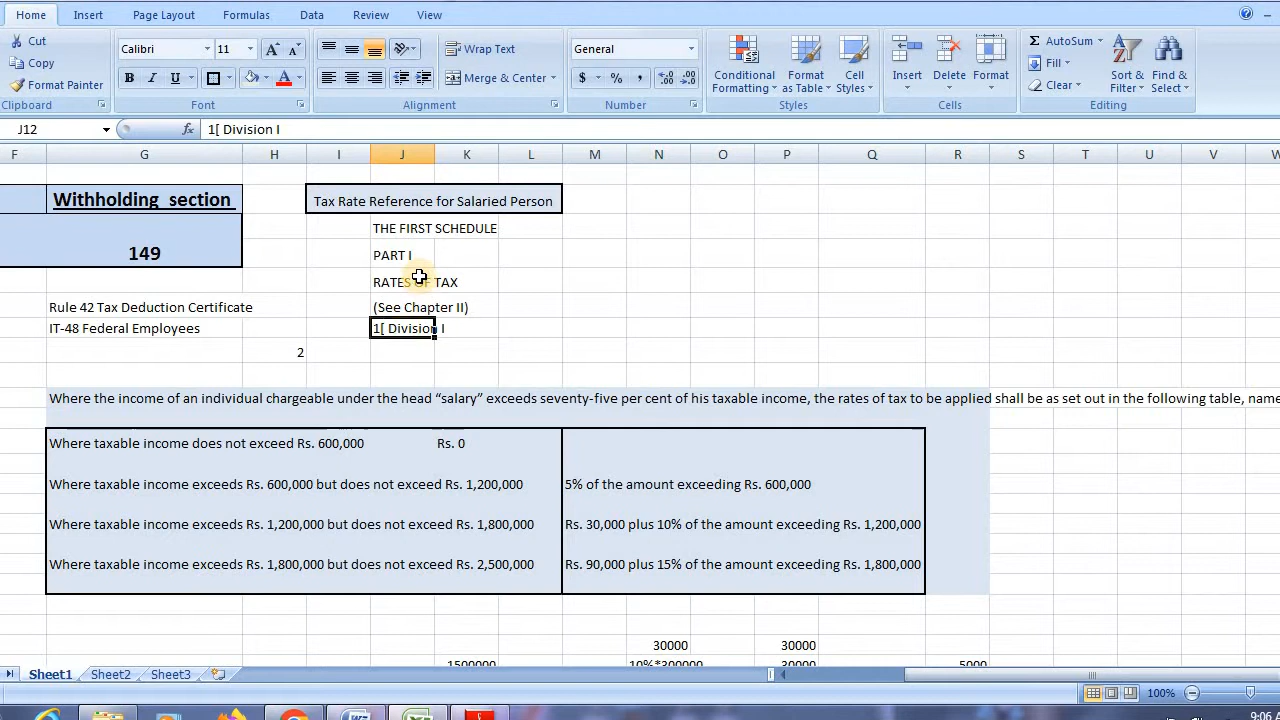 Home Insert Page Layout Formulas Data Review View
Cut
Copy
Format Painter
Clipboard
Calibri 11
B I U
Font
Wrap Text
Merge & Center
Alignment
General
$ % ,
Number
Conditional Formatting
Format as Table
Cell Styles
Styles
Insert Delete Format
Cells
Σ AutoSum
Fill
Clear
Sort & Filter
Find & Select
Editing
J12 fx 1[ Division I
F G H I J K L M N O P Q R S T U V W
Withholding section
Tax Rate Reference for Salaried Person
THE FIRST SCHEDULE
149
PART I
RATES OF TAX
Rule 42 Tax Deduction Certificate (See Chapter II)
IT-48 Federal Employees 1[ Division I
2
Where the income of an individual chargeable under the head “salary” exceeds seventy-five per cent of his taxable income, the rates of tax to be applied shall be as set out in the following table, name
Where taxable income does not exceed Rs. 600,000 Rs. 0
Where taxable income exceeds Rs. 600,000 but does not exceed Rs. 1,200,000 5% of the amount exceeding Rs. 600,000
Where taxable income exceeds Rs. 1,200,000 but does not exceed Rs. 1,800,000 Rs. 30,000 plus 10% of the amount exceeding Rs. 1,200,000
Where taxable income exceeds Rs. 1,800,000 but does not exceed Rs. 2,500,000 Rs. 90,000 plus 15% of the amount exceeding Rs. 1,800,000
30000 30000
1500000 10%*300000 30000 5000
Sheet1 Sheet2 Sheet3
100%
9:06